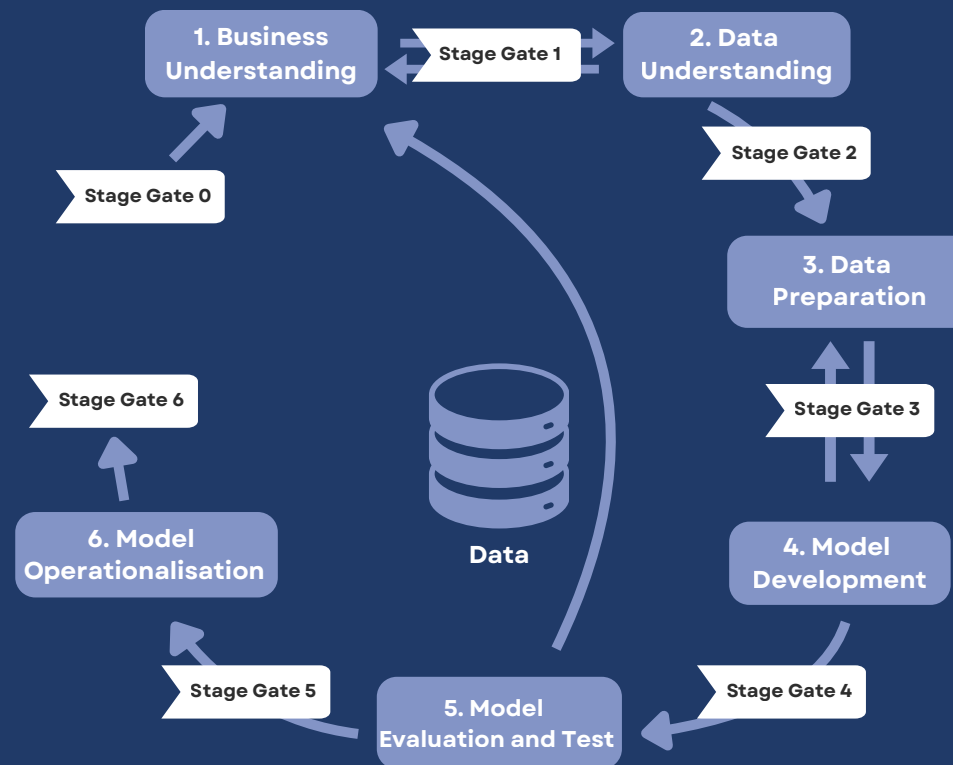 1. Business
Understanding
Stage Gate 1
2. Data
Understanding
Stage Gate 2
Stage Gate 0
3. Data
Preparation
Stage Gate 6
Stage Gate 3
6. Model
Operationalisation
Data
4. Model
Development
Stage Gate 5
5. Model
Evaluation and Test
Stage Gate 4